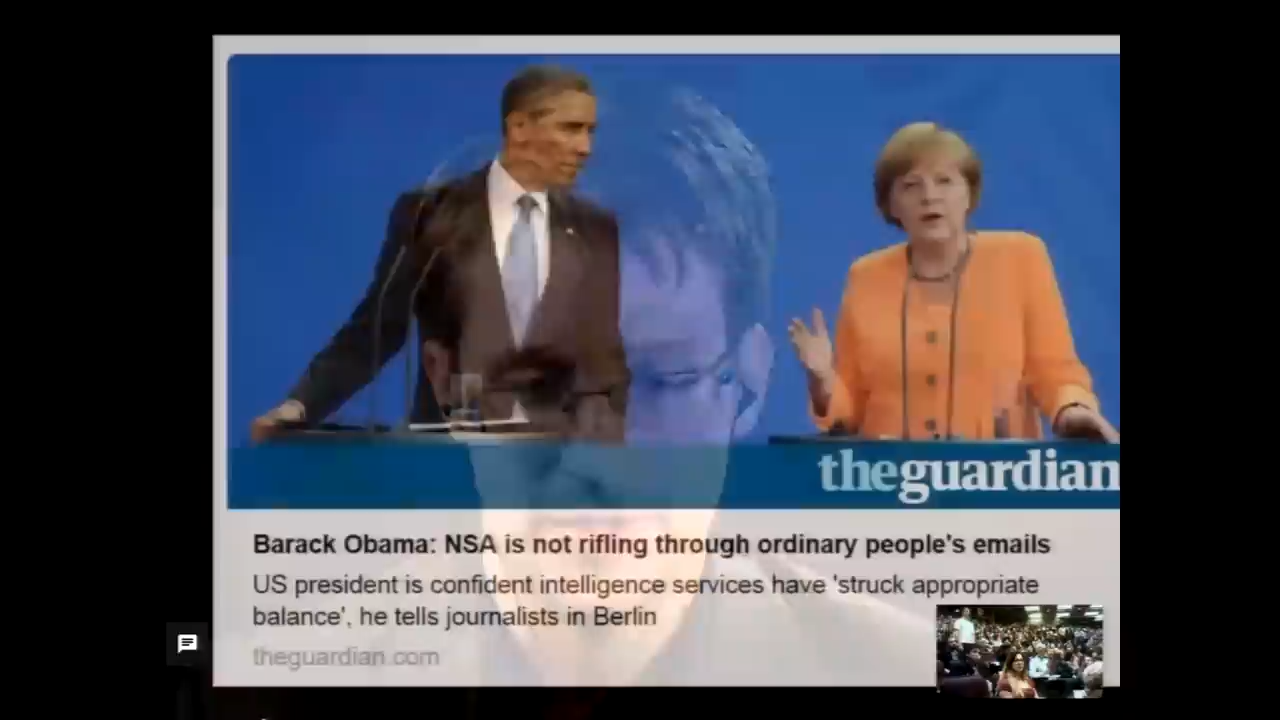 theguardian
Barack Obama: NSA is not rifling through ordinary people's emails
US president is confident intelligence services have 'struck appropriate
balance', he tells journalists in Berlin
theguardian.com